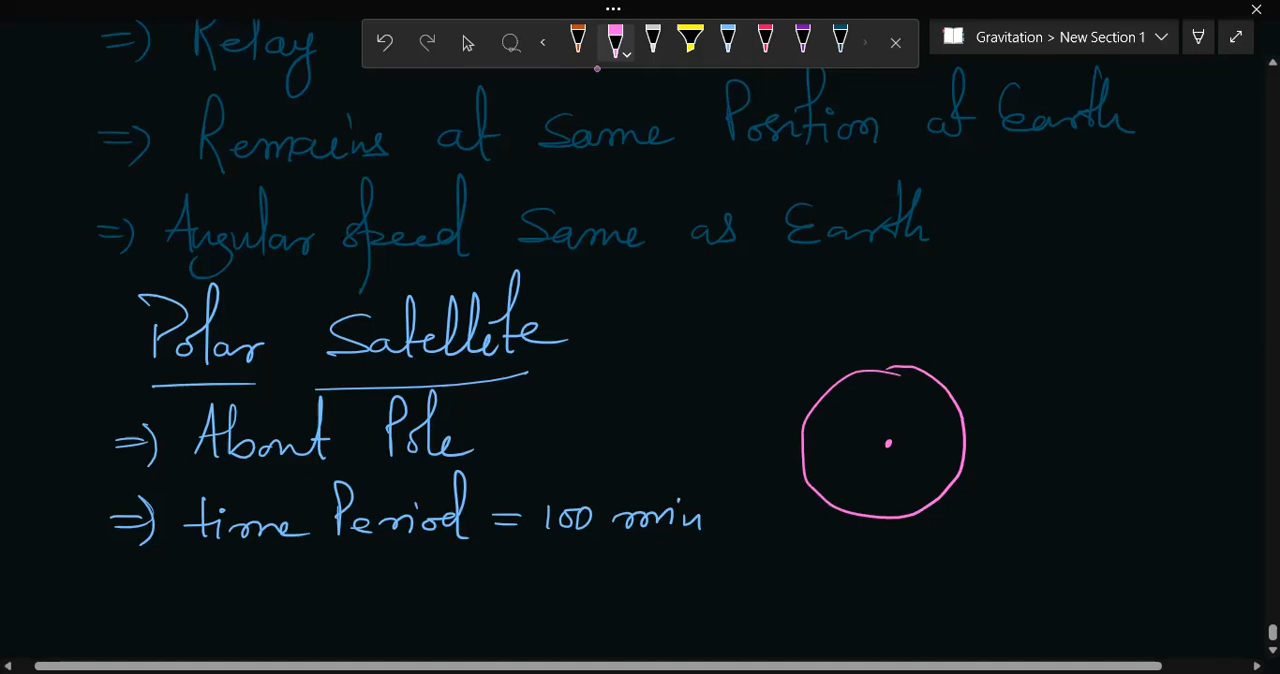 Gravitation > New Section 1
=> Relay
=> Remains at Same Position at Earth
=> Angular speed Same as Earth
Polar Satellite
=> About Pole
=> time Period = 100 min